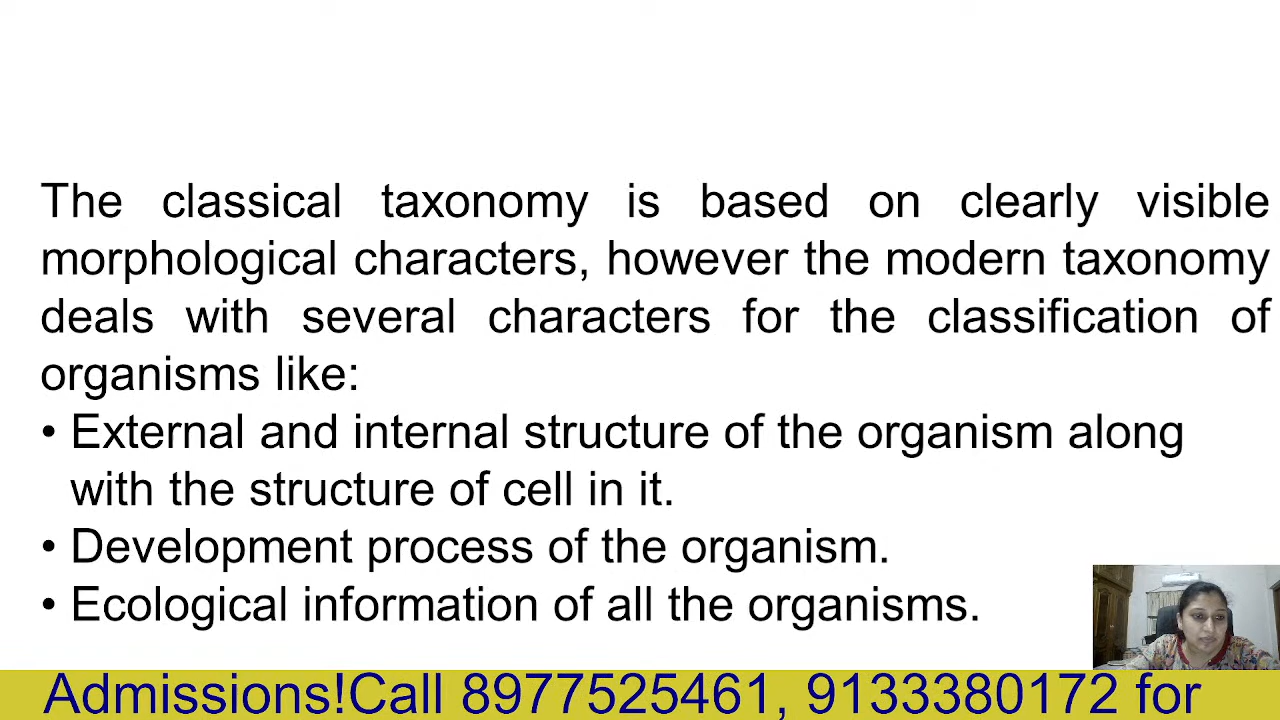 The classical taxonomy is based on clearly visible
morphological characters, however the modern taxonomy
deals with several characters for the classification of
organisms like:
• External and internal structure of the organism along
with the structure of cell in it.
• Development process of the organism.
• Ecological information of all the organisms.
Admissions!Call 8977525461, 9133380172 for